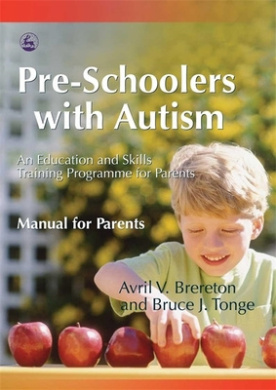 Pre-Schoolers
with Autism
An Education and Skills
Training Programme for Parents
Manual for Parents
Avril V. Brereton
and Bruce J. Tonge